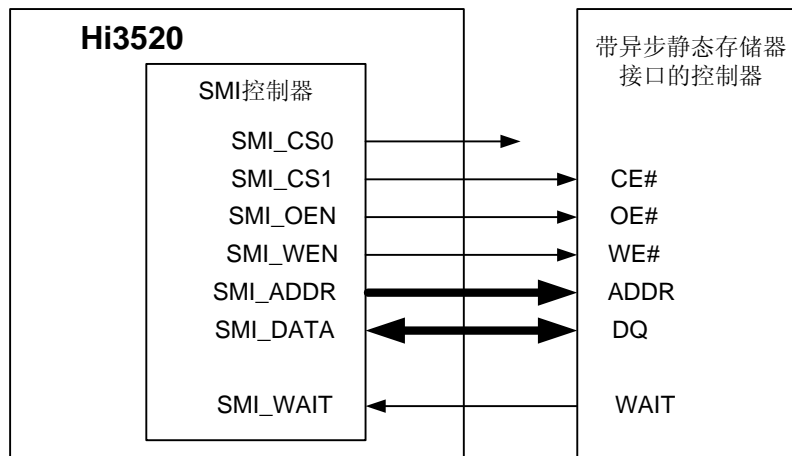 Hi3520
带异步静态存储器
接口的控制器
SMI控制器
SMI_CS0
SMI_CS1
CE#
SMI_OEN
OE#
SMI_WEN
WE#
SMI_ADDR
ADDR
SMI_DATA
DQ
SMI_WAIT
WAIT